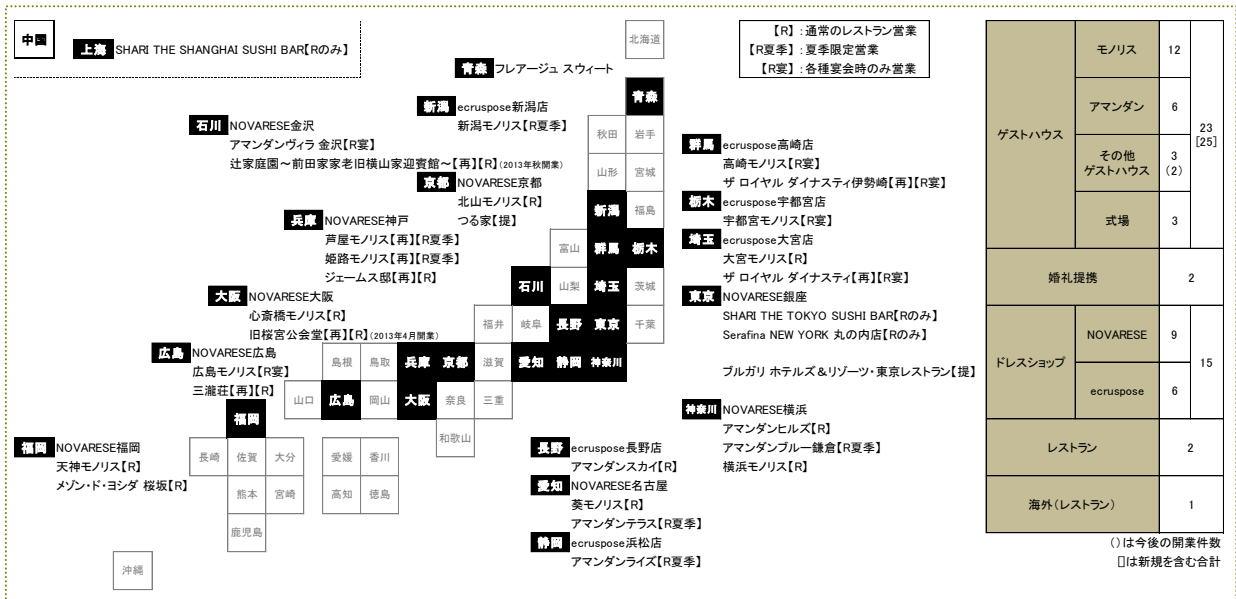 中国
上海 SHARI THE SHANGHAI SUSHI BAR【Rのみ】
【R】：通常のレストラン営業
【R夏季】：夏季限定営業
【R宴】：各種宴会時のみ営業
青森 フレアージュ スウィート
新潟 ecruspose新潟店
新潟モノリス【R夏季】
石川 NOVARESE金沢
アマンダンヴィラ 金沢【R宴】
辻家庭園～前田家家老旧横山家迎賓館～【再】【R】(2013年秋開業)
京都 NOVARESE京都
北山モノリス【R】
つる家【提】
兵庫 NOVARESE神戸
芦屋モノリス【再】【R夏季】
姫路モノリス【再】【R夏季】
ジェームス邸【再】【R】
大阪 NOVARESE大阪
心斎橋モノリス【R】
旧桜宮公会堂【再】【R】(2013年4月開業)
広島 NOVARESE広島
広島モノリス【R宴】
三瀧荘【再】【R】
福岡 NOVARESE福岡
天神モノリス【R】
メゾン・ド・ヨシダ 桜坂【R】
群馬 ecruspose高崎店
高崎モノリス【R宴】
ザ ロイヤル ダイナスティ伊勢崎【再】【R宴】
栃木 ecruspose宇都宮店
宇都宮モノリス【R宴】
埼玉 ecruspose大宮店
大宮モノリス【R】
ザ ロイヤル ダイナスティ【再】【R宴】
東京 NOVARESE銀座
SHARI THE TOKYO SUSHI BAR【Rのみ】
Serafina NEW YORK 丸の内店【Rのみ】
ブルガリ ホテルズ＆リゾーツ・東京レストラン【提】
神奈川 NOVARESE横浜
アマンダンヒルズ【R】
アマンダンブルー鎌倉【R夏季】
横浜モノリス【R】
長野 ecruspose長野店
アマンダンスカイ【R】
愛知 NOVARESE名古屋
葵モノリス【R】
アマンダンテラス【R夏季】
静岡 ecruspose浜松店
アマンダンライズ【R夏季】
北海道
青森
秋田 岩手
山形 宮城
新潟 福島
富山 群馬 栃木
石川 山梨 埼玉 茨城
福井 岐阜 長野 東京 千葉
島根 鳥取 兵庫 京都 滋賀 愛知 静岡 神奈川
山口 広島 岡山 大阪 奈良 三重
福岡
和歌山
長崎 佐賀 大分 愛媛 香川
熊本 宮崎 高知 徳島
鹿児島
沖縄
ゲストハウス モノリス 12 23
[25]
アマンダン 6
その他
ゲストハウス 3
(2)
式場 3
婚礼提携 2
ドレスショップ NOVARESE 9 15
ecruspose 6
レストラン 2
海外（レストラン） 1
()は今後の開業件数
[]は新規を含む合計